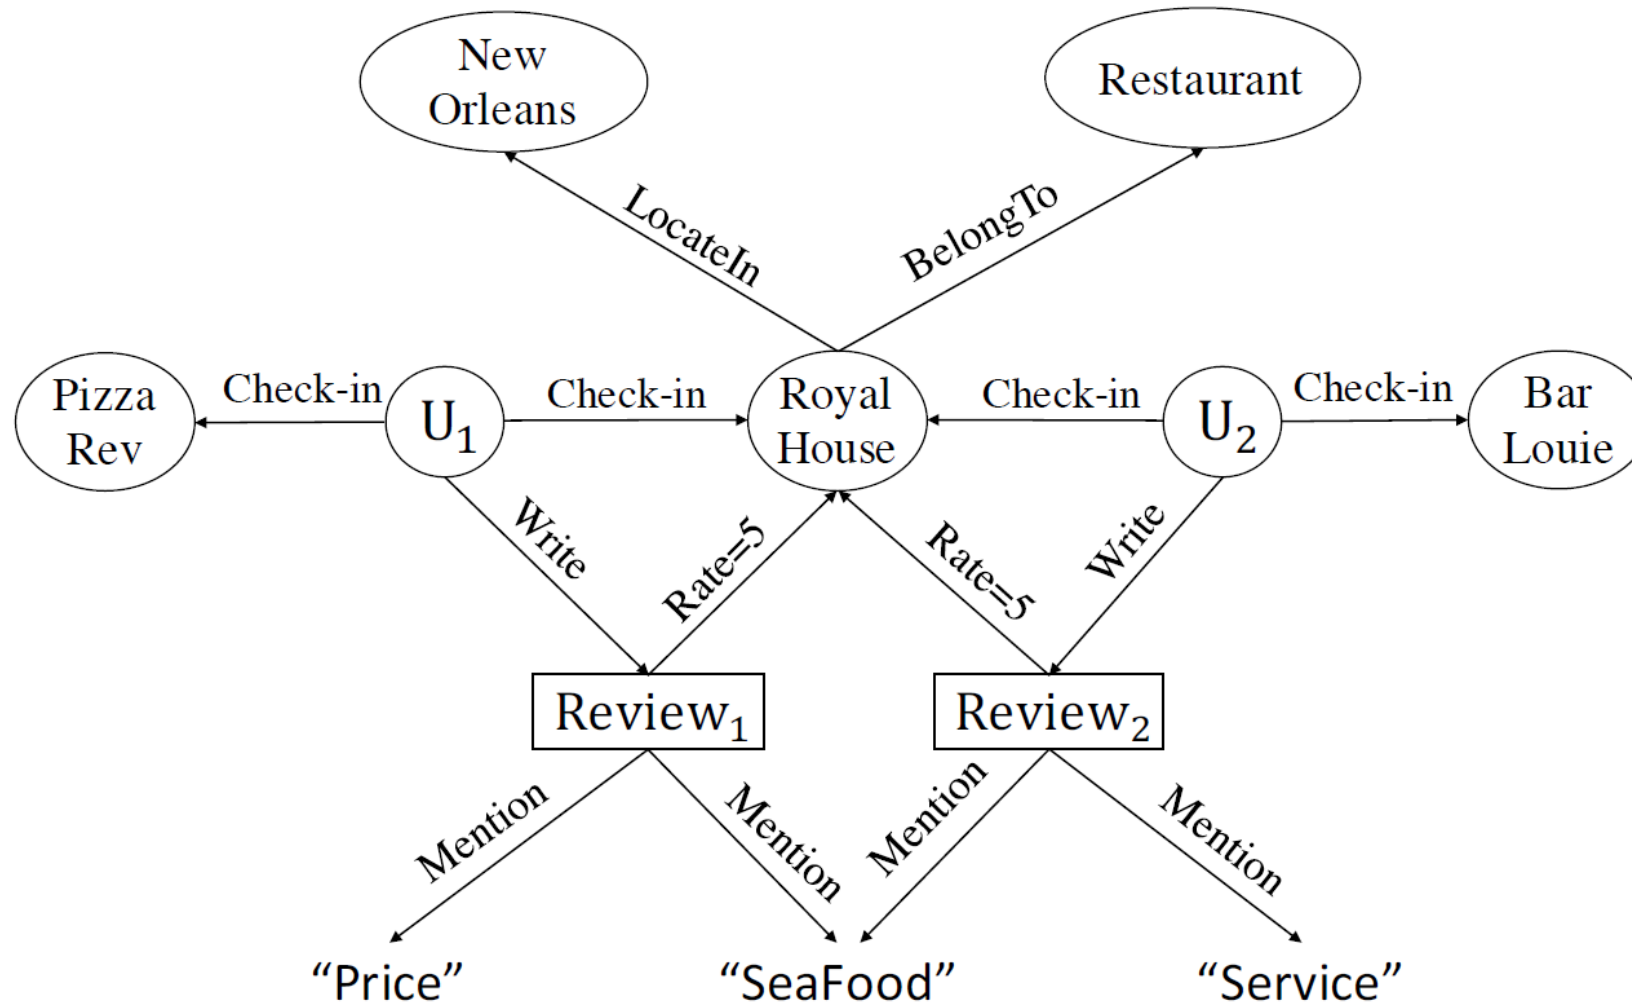 New
Orleans
Restaurant
LocateIn
BelongTo
Pizza
Rev
Check-in
U₁
Check-in
Royal
House
Check-in
U₂
Check-in
Bar
Louie
Write
Rate=5
Rate=5
Write
Review₁
Review₂
Mention
Mention
Mention
Mention
“Price”
“SeaFood”
“Service”